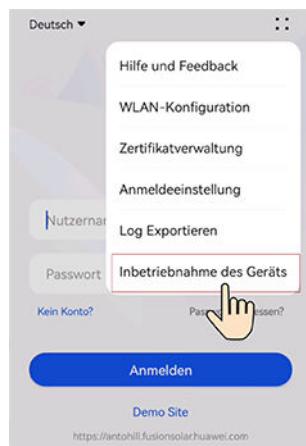 Deutsch
Hilfe und Feedback
WLAN-Konfiguration
Zertifikatverwaltung
Anmeldeeinstellung
Nutzernar
Log Exportieren
Passwort
Inbetriebnahme des Geräts
Kein Konto?
Pas essen?
Anmelden
Demo Site
https://antohill.fusionsolar.huawei.com